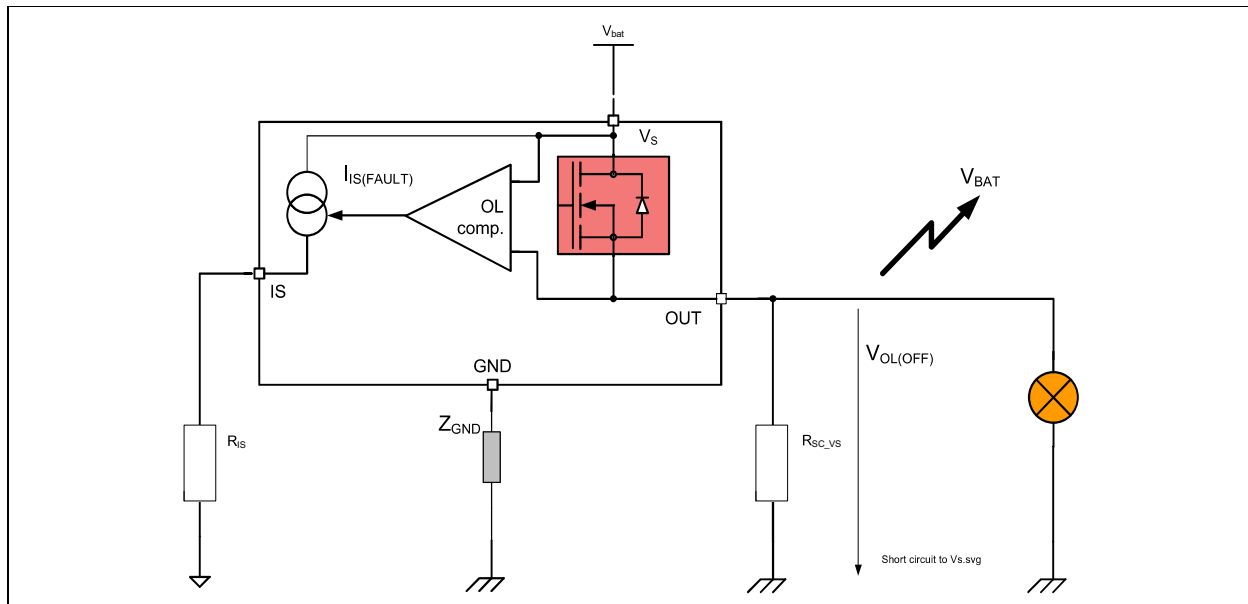 Vbat
VS
IIS(FAULT)
OL
comp.
VBAT
IS
OUT
VOL(OFF)
GND
ZGND
RIS
RSC_VS
Short circuit to Vs.svg